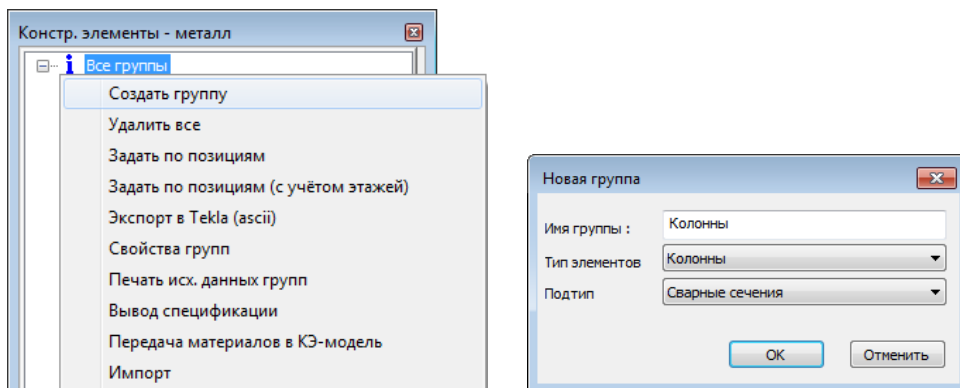 Констр. элементы - металл
Все группы
Создать группу
Удалить все
Задать по позициям
Задать по позициям (с учётом этажей)
Экспорт в Tekla (ascii)
Свойства групп
Печать исх. данных групп
Вывод спецификации
Передача материалов в КЭ-модель
Импорт
Новая группа
Имя группы : Колонны
Тип элементов Колонны
Подтип Сварные сечения
OK Отменить